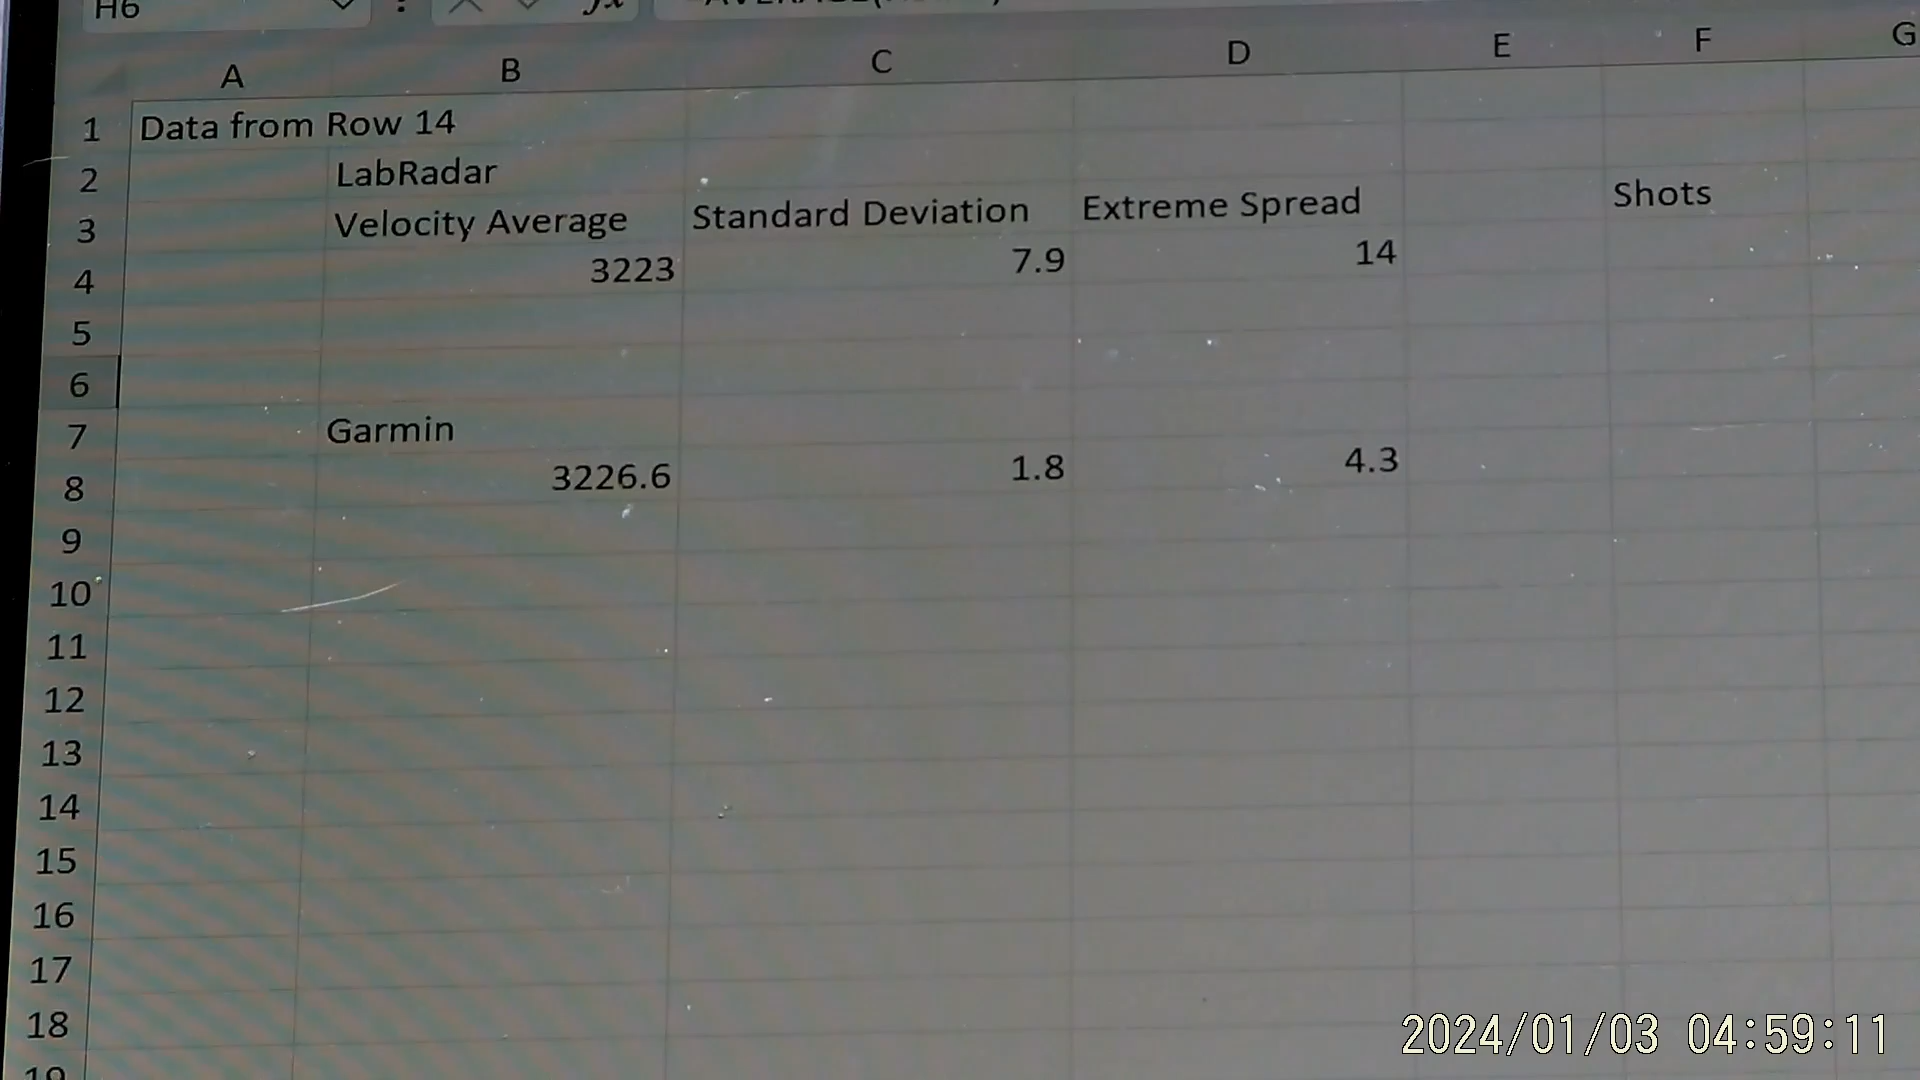 H6
A B C D E F G
1 Data from Row 14
2 LabRadar
3 Velocity Average Standard Deviation Extreme Spread Shots
4 3223 7.9 14
5
6
7 Garmin
8 3226.6 1.8 4.3
9
10
11
12
13
14
15
16
17
18
19
2024/01/03 04:59:11